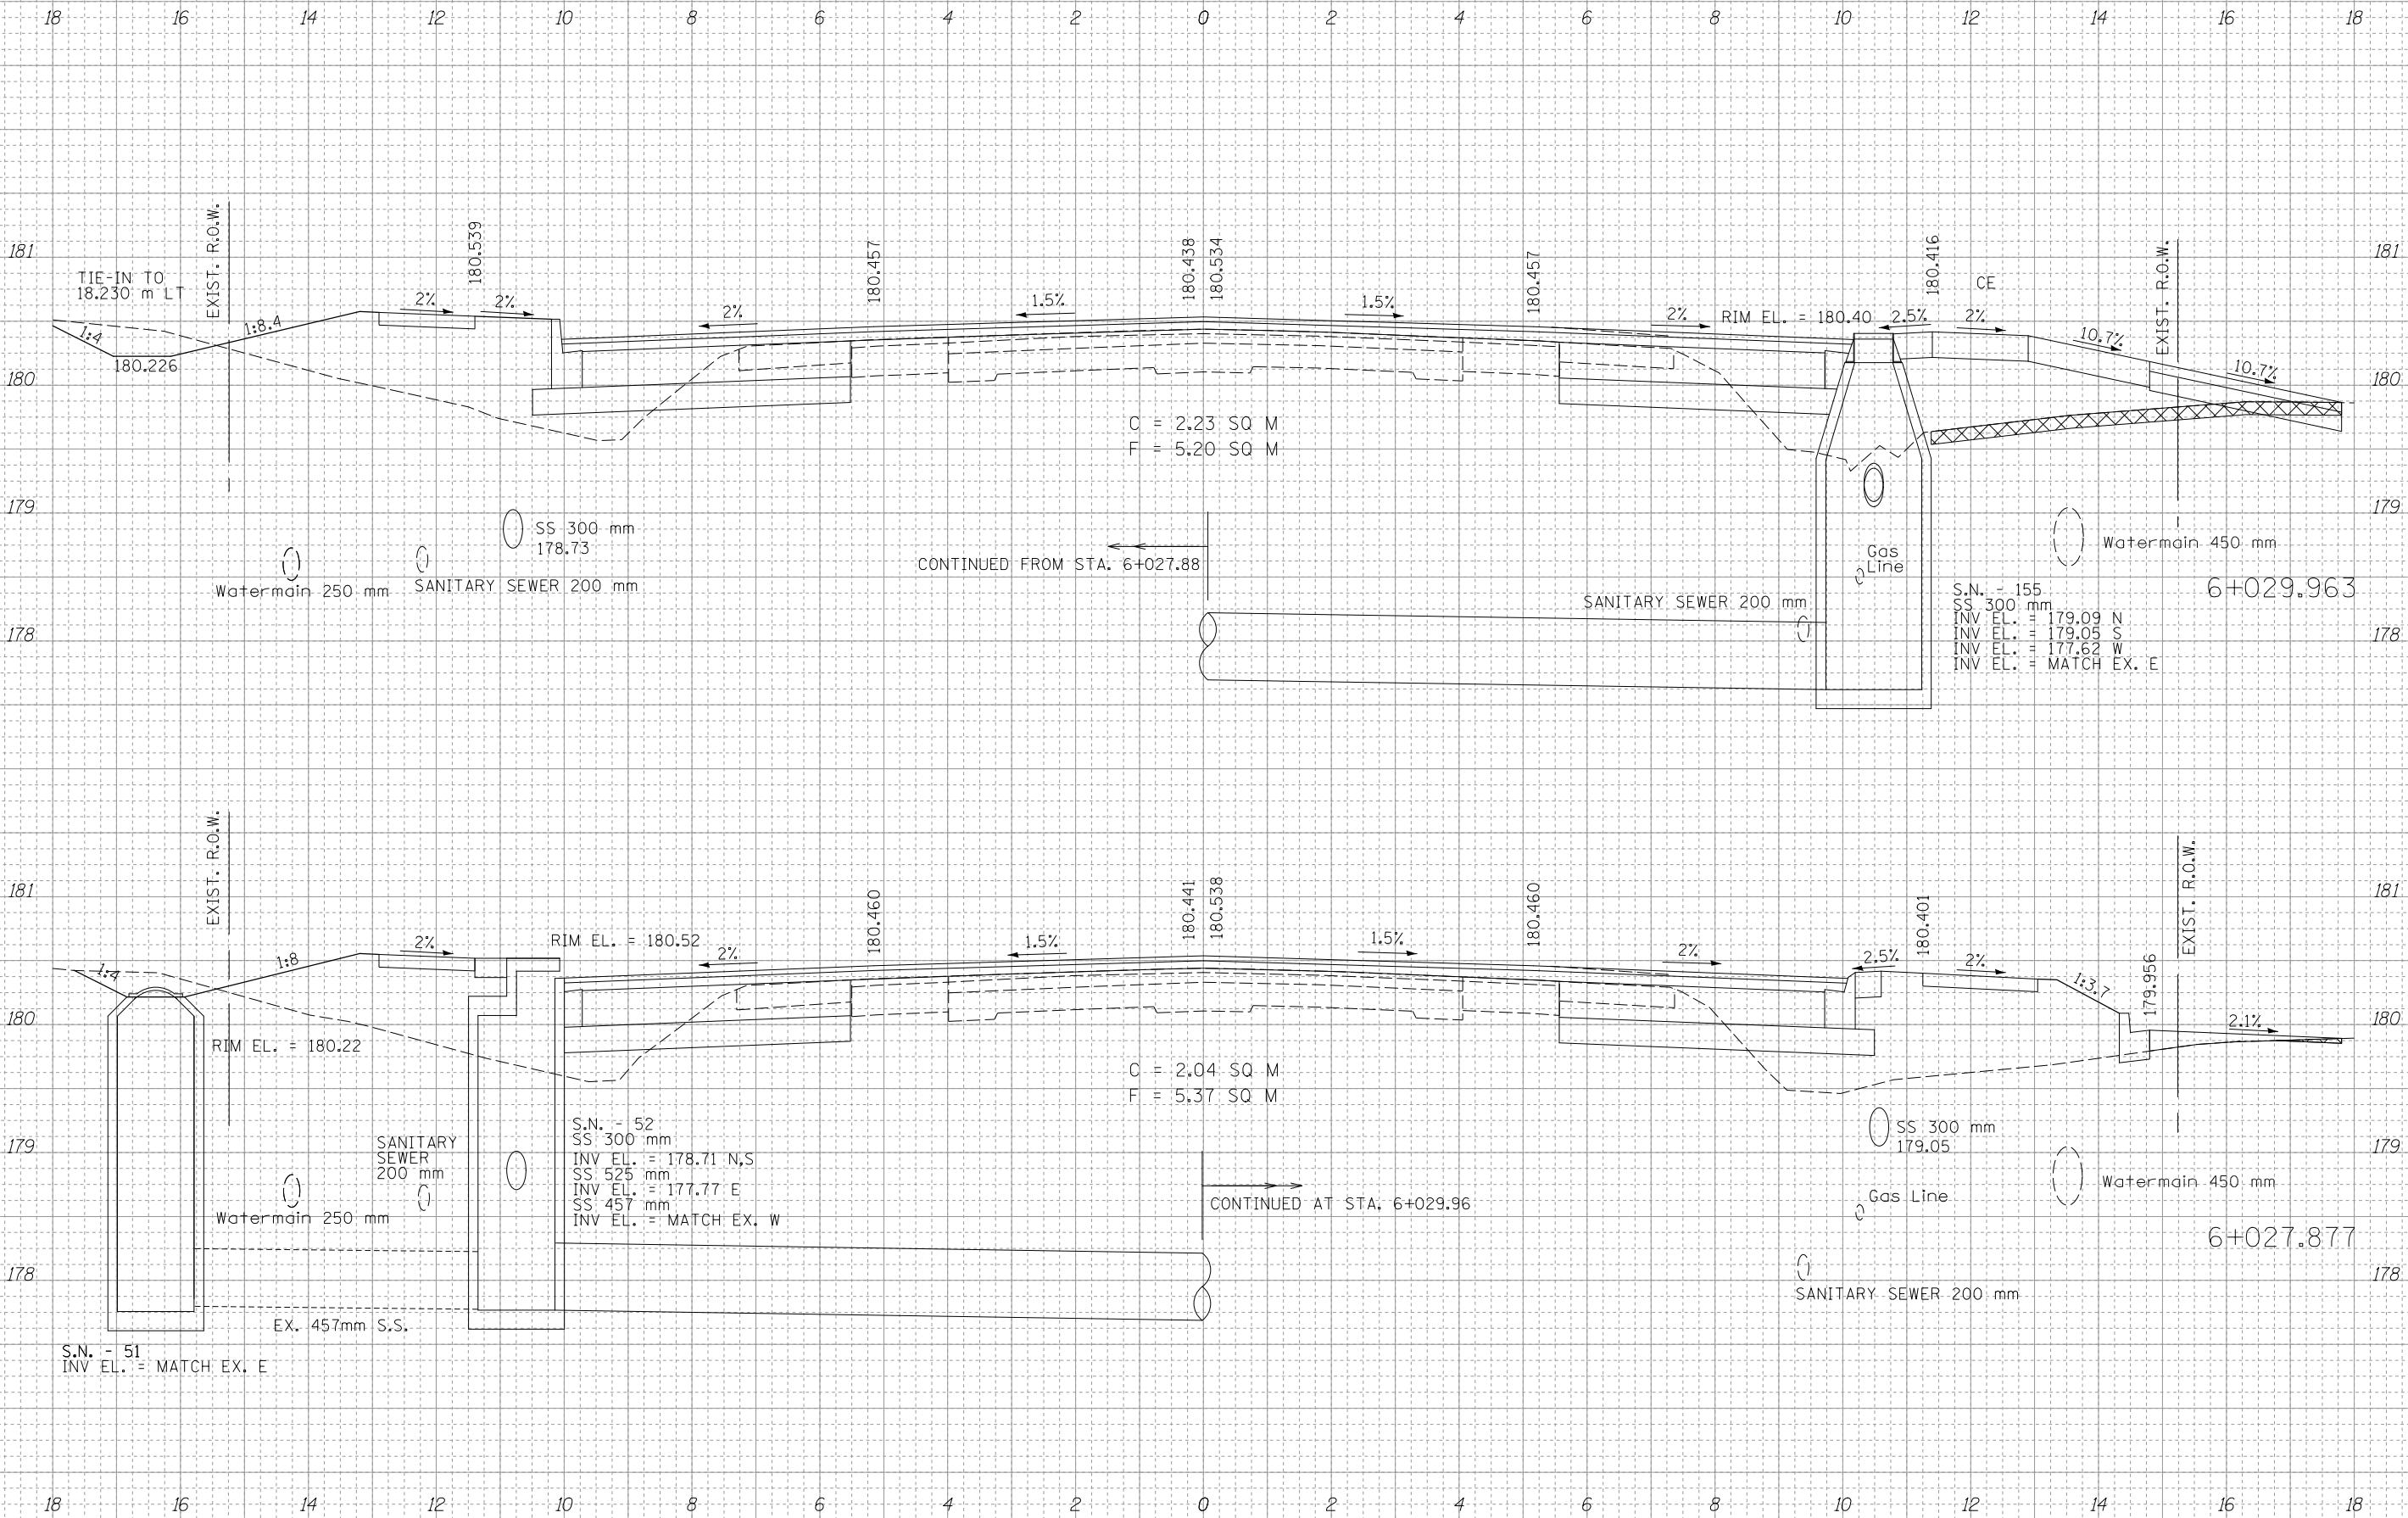 18 16 14 12 10 8 6 4 2 0 2 4 6 8 10 12 14 16 18
EXIST. R.O.W.
180.539
180.457
180.438
180.534
180.457
180.416
CE
EXIST. R.O.W.
181
181
TIE-IN TO
18.230 m LT
1:4
1:8.4
2%
2%
2%
1.5%
1.5%
2%
RIM EL. = 180.40
2.5%
2%
10.7%
10.7%
180.226
180
180
C = 2.23 SQ M
F = 5.20 SQ M
179
179
SS 300 mm
178.73
Watermain 250 mm
SANITARY SEWER 200 mm
CONTINUED FROM STA. 6+027.88
Gas
Line
Watermain 450 mm
6+029.963
SANITARY SEWER 200 mm
S.N. - 155
SS 300 mm
INV EL. = 179.09 N
INV EL. = 179.05 S
INV EL. = 177.62 W
INV EL. = MATCH EX. E
178
178
EXIST. R.O.W.
180.460
180.441
180.538
180.460
180.401
179.956
EXIST. R.O.W.
181
181
1:4
1:8
2%
RIM EL. = 180.52
2%
1.5%
1.5%
2%
2.5%
2%
1:3.7
2.1%
180
180
RIM EL. = 180.22
C = 2.04 SQ M
F = 5.37 SQ M
179
179
SANITARY
SEWER
200 mm
S.N. - 52
SS 300 mm
INV EL. = 178.71 N,S
SS 525 mm
INV EL. = 177.77 E
SS 457 mm
INV EL. = MATCH EX. W
SS 300 mm
179.05
Watermain 450 mm
Gas Line
Watermain 250 mm
CONTINUED AT STA. 6+029.96
6+027.877
178
178
SANITARY SEWER 200 mm
EX. 457mm S.S.
S.N. - 51
INV EL. = MATCH EX. E
18 16 14 12 10 8 6 4 2 0 2 4 6 8 10 12 14 16 18